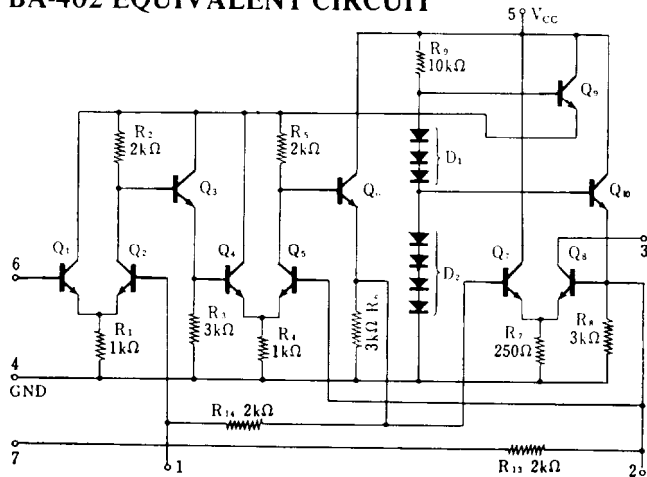 BA-402 EQUIVALENT CIRCUIT
5 VCC
R9
10kΩ
Q9
R2
2kΩ
R5
2kΩ
D1
Q3
Q10
Q1
Q2
Q4
Q5
D2
Q7
Q8
3
6
R1
1kΩ
R3
3kΩ
R4
1kΩ
3kΩ R6
R7
250Ω
R8
3kΩ
4
GND
R14 2kΩ
7
1
R13 2kΩ
2